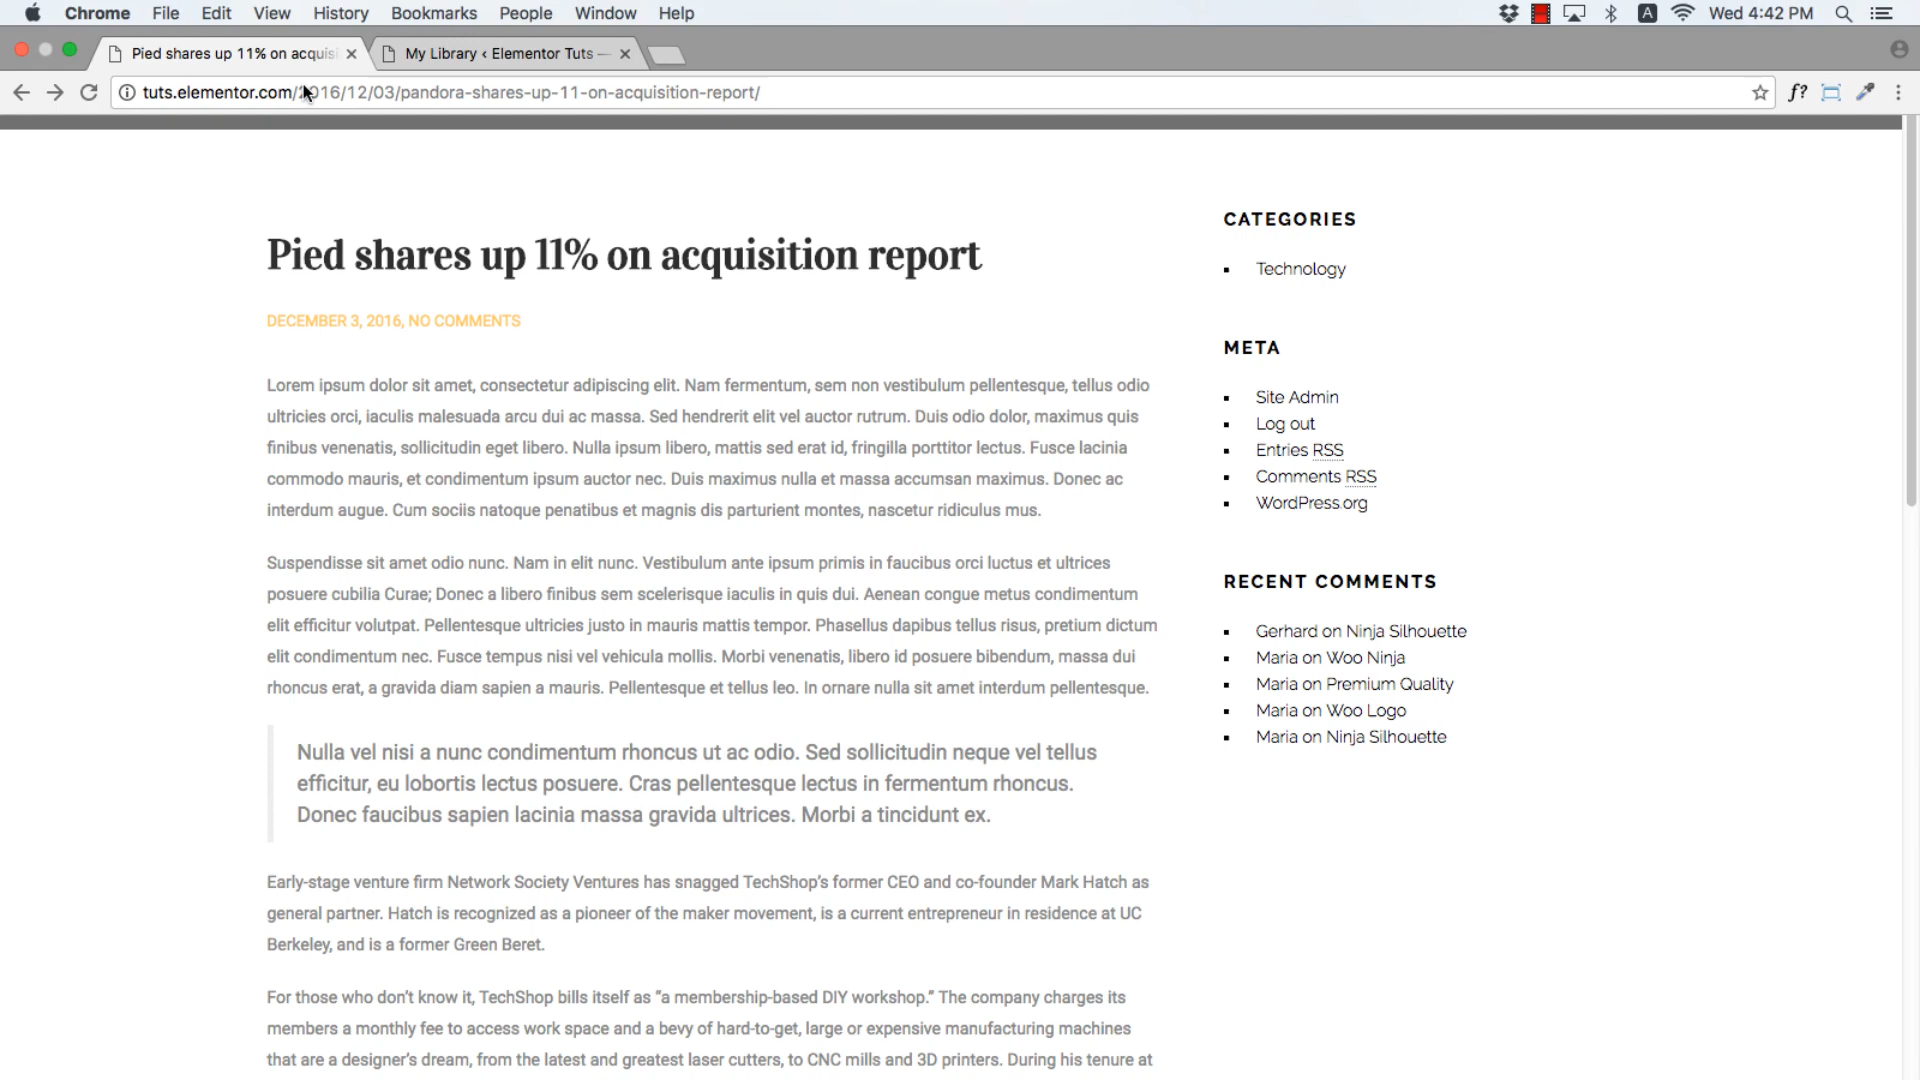 Chrome File Edit View History Bookmarks People Window Help
A Wed 4:42 PM
Pied shares up 11% on acquis
My Library ‹ Elementor Tuts —
tuts.elementor.com/2016/12/03/pandora-shares-up-11-on-acquisition-report/
f?
Pied shares up 11% on acquisition report
DECEMBER 3, 2016, NO COMMENTS
Lorem ipsum dolor sit amet, consectetur adipiscing elit. Nam fermentum, sem non vestibulum pellentesque, tellus odio
ultricies orci, iaculis malesuada arcu dui ac massa. Sed hendrerit elit vel auctor rutrum. Duis odio dolor, maximus quis
finibus venenatis, sollicitudin eget libero. Nulla ipsum libero, mattis sed erat id, fringilla porttitor lectus. Fusce lacinia
commodo mauris, et condimentum ipsum auctor nec. Duis maximus nulla et massa accumsan maximus. Donec ac
interdum augue. Cum sociis natoque penatibus et magnis dis parturient montes, nascetur ridiculus mus.
Suspendisse sit amet odio nunc. Nam in elit nunc. Vestibulum ante ipsum primis in faucibus orci luctus et ultrices
posuere cubilia Curae; Donec a libero finibus sem scelerisque iaculis in quis dui. Aenean congue metus condimentum
elit efficitur volutpat. Pellentesque ultricies justo in mauris mattis tempor. Phasellus dapibus tellus risus, pretium dictum
elit condimentum nec. Fusce tempus nisi vel vehicula mollis. Morbi venenatis, libero id posuere bibendum, massa dui
rhoncus erat, a gravida diam sapien a mauris. Pellentesque et tellus leo. In ornare nulla sit amet interdum pellentesque.
Nulla vel nisi a nunc condimentum rhoncus ut ac odio. Sed sollicitudin neque vel tellus
efficitur, eu lobortis lectus posuere. Cras pellentesque lectus in fermentum rhoncus.
Donec faucibus sapien lacinia massa gravida ultrices. Morbi a tincidunt ex.
Early-stage venture firm Network Society Ventures has snagged TechShop's former CEO and co-founder Mark Hatch as
general partner. Hatch is recognized as a pioneer of the maker movement, is a current entrepreneur in residence at UC
Berkeley, and is a former Green Beret.
For those who don't know it, TechShop bills itself as "a membership-based DIY workshop." The company charges its
members a monthly fee to access work space and a bevy of hard-to-get, large or expensive manufacturing machines
that are a designer's dream, from the latest and greatest laser cutters, to CNC mills and 3D printers. During his tenure at
CATEGORIES
Technology
META
Site Admin
Log out
Entries RSS
Comments RSS
WordPress.org
RECENT COMMENTS
Gerhard on Ninja Silhouette
Maria on Woo Ninja
Maria on Premium Quality
Maria on Woo Logo
Maria on Ninja Silhouette